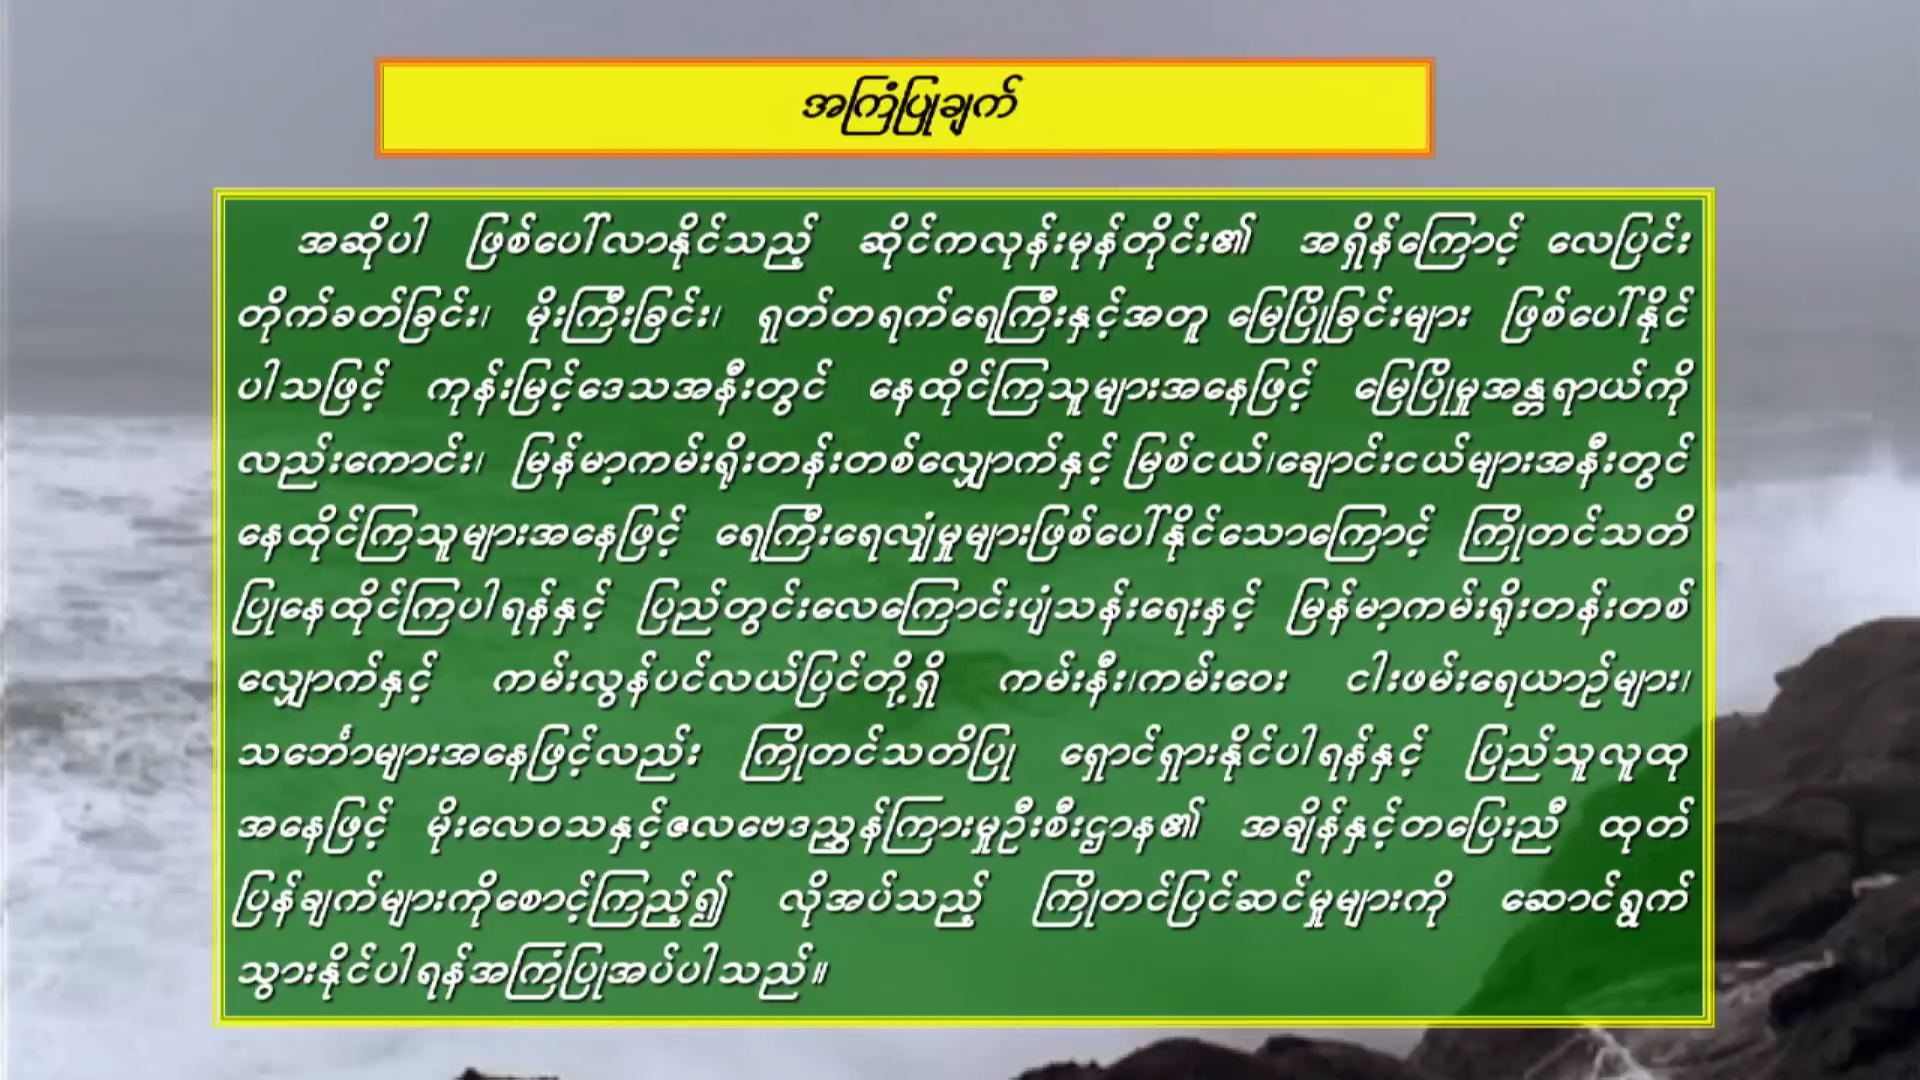 အကြံပြုချက်
အဆိုပါ ဖြစ်ပေါ်လာနိုင်သည့် ဆိုင်ကလုန်းမုန်တိုင်း၏ အရှိန်ကြောင့် လေပြင်း
တိုက်ခတ်ခြင်း၊ မိုးကြီးခြင်း၊ ရုတ်တရက်ရေကြီးနှင့်အတူ မြေပြိုခြင်းများ ဖြစ်ပေါ်နိုင်
ပါသဖြင့် ကုန်းမြင့်ဒေသအနီးတွင် နေထိုင်ကြသူများအနေဖြင့် မြေပြိုမှုအန္တရာယ်ကို
လည်းကောင်း၊ မြန်မာ့ကမ်းရိုးတန်းတစ်လျှောက်နှင့် မြစ်ငယ်၊ချောင်းငယ်များအနီးတွင်
နေထိုင်ကြသူများအနေဖြင့် ရေကြီးရေလျှံမှုများဖြစ်ပေါ်နိုင်သောကြောင့် ကြိုတင်သတိ
ပြုနေထိုင်ကြပါရန်နှင့် ပြည်တွင်းလေကြောင်းပျံသန်းရေးနှင့် မြန်မာ့ကမ်းရိုးတန်းတစ်
လျှောက်နှင့် ကမ်းလွန်ပင်လယ်ပြင်တို့ရှိ ကမ်းနီး၊ကမ်းဝေး ငါးဖမ်းရေယာဉ်များ၊
သင်္ဘောများအနေဖြင့်လည်း ကြိုတင်သတိပြု ရှောင်ရှားနိုင်ပါရန်နှင့် ပြည်သူလူထု
အနေဖြင့် မိုးလေဝသနှင့်ဇလဗေဒညွှန်ကြားမှုဦးစီးဌာန၏ အချိန်နှင့်တပြေးညီ ထုတ်
ပြန်ချက်များကိုစောင့်ကြည့်၍ လိုအပ်သည့် ကြိုတင်ပြင်ဆင်မှုများကို ဆောင်ရွက်
သွားနိုင်ပါရန်အကြံပြုအပ်ပါသည်။